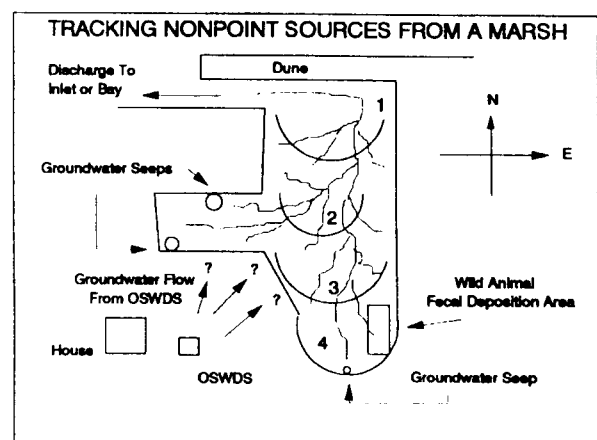 TRACKING NONPOINT SOURCES FROM A MARSH
Discharge To
Inlet or Bay
Dune
1
N
E
Groundwater Seeps
2
Groundwater Flow
From OSWDS
?
?
?
3
Wild Animal
Fecal Deposition Area
4
House
OSWDS
Groundwater Seep